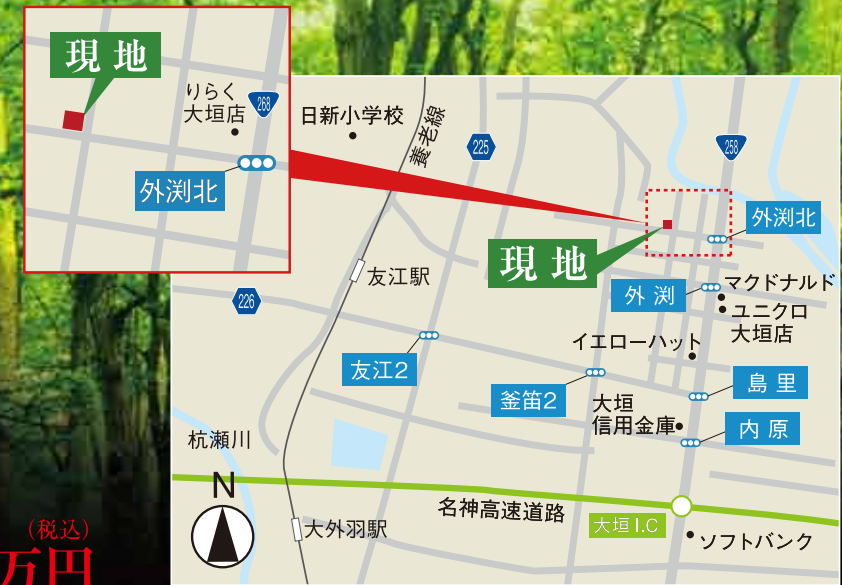 現地
りらく
大垣店
268
外渕北
日新小学校
養老線
225
258
外渕北
現地
友江駅
226
外渕
マクドナルド
ユニクロ
大垣店
イエローハット
友江2
釜笛2
大垣
信用金庫
島里
内原
杭瀬川
N
名神高速道路
大垣I.C
大外羽駅
ソフトバンク
(税込)
万円